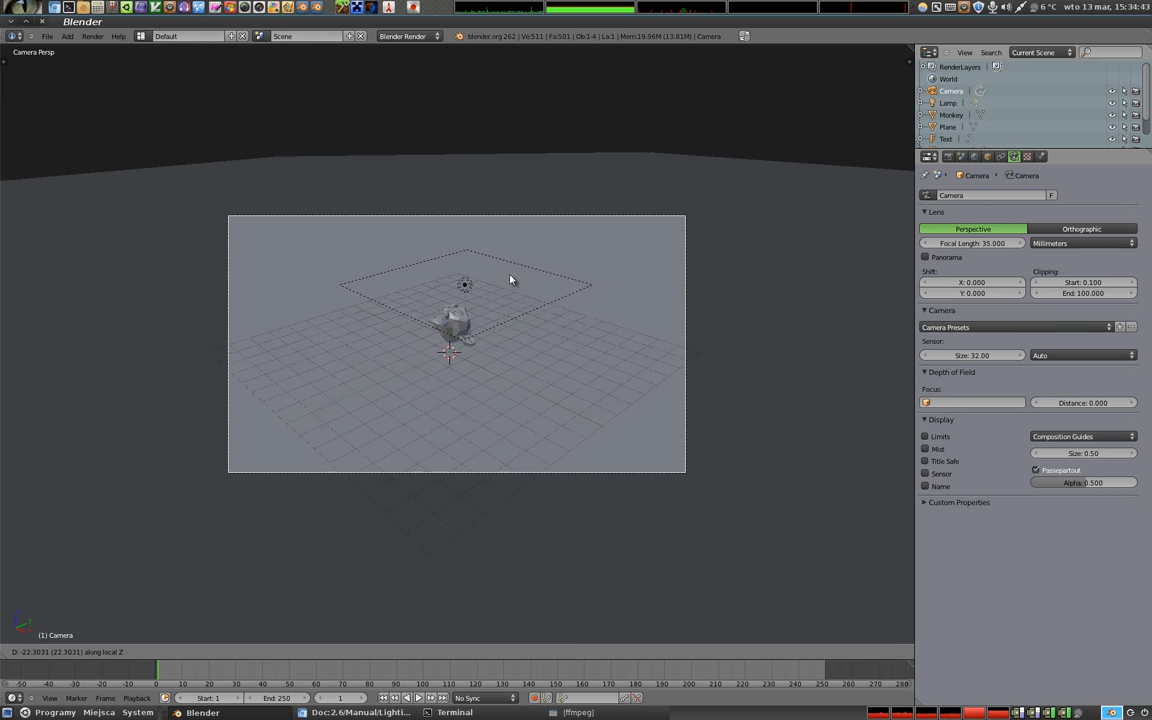 6 °C wto 13 mar, 15:34:43
Blender
File Add Render Help Default Scene Blender Render blender.org 262 | Ve:511 | Fa:501 | Ob:1-4 | La:1 | Mem:19.96M (13.81M) | Camera
Camera Persp
View Search Current Scene
RenderLayers
World
Camera
Lamp
Monkey
Plane
Text
Camera Camera
Camera F
Lens
Perspective Orthographic
Focal Length: 35.000 Millimeters
Panorama
Shift: Clipping:
X: 0.000 Start: 0.100
Y: 0.000 End: 100.000
Camera
Camera Presets
Sensor:
Size: 32.00 Auto
Depth of Field
Focus:
Distance: 0.000
Display
Limits Composition Guides
Mist Size: 0.50
Title Safe
Sensor Passepartout
Name Alpha: 0.500
Custom Properties
(1) Camera
D: -22.3031 (22.3031) along local Z
-50 -40 -30 -20 -10 0 10 20 30 40 50 60 70 80 90 100 110 120 130 140 150 160 170 180 190 200 210 220 230 240 250 260 270 280
View Marker Frame Playback Start: 1 End: 250 1 No Sync
Programy Miejsca System Blender Doc:2.6/Manual/Lighti... Terminal [ffmpeg]